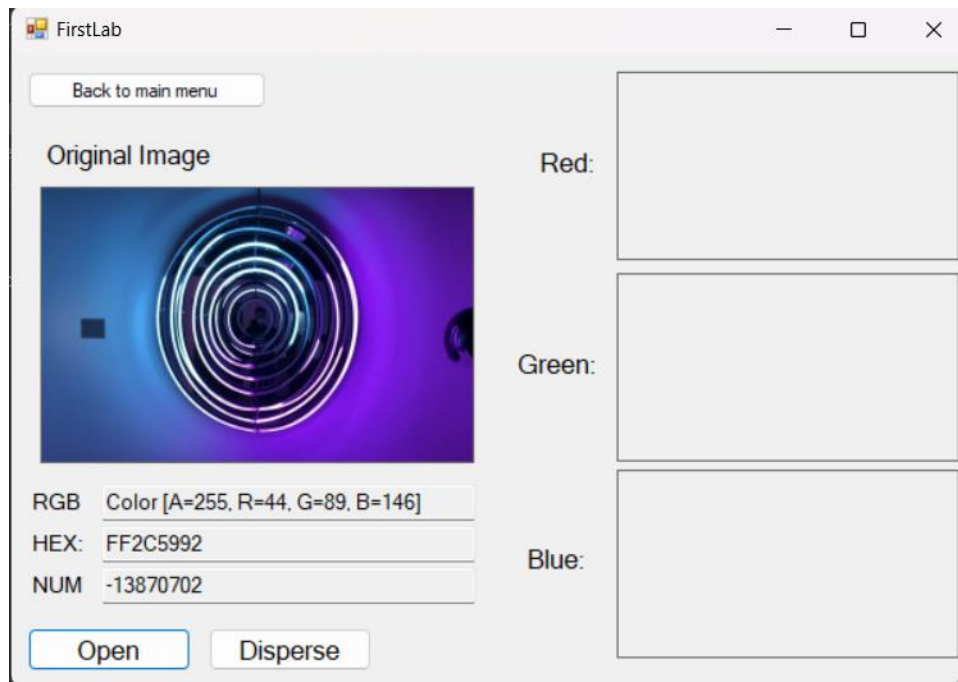 FirstLab
Back to main menu
Original Image
Red:
Green:
RGB Color [A=255, R=44, G=89, B=146]
HEX: FF2C5992
NUM -13870702
Blue:
Open Disperse